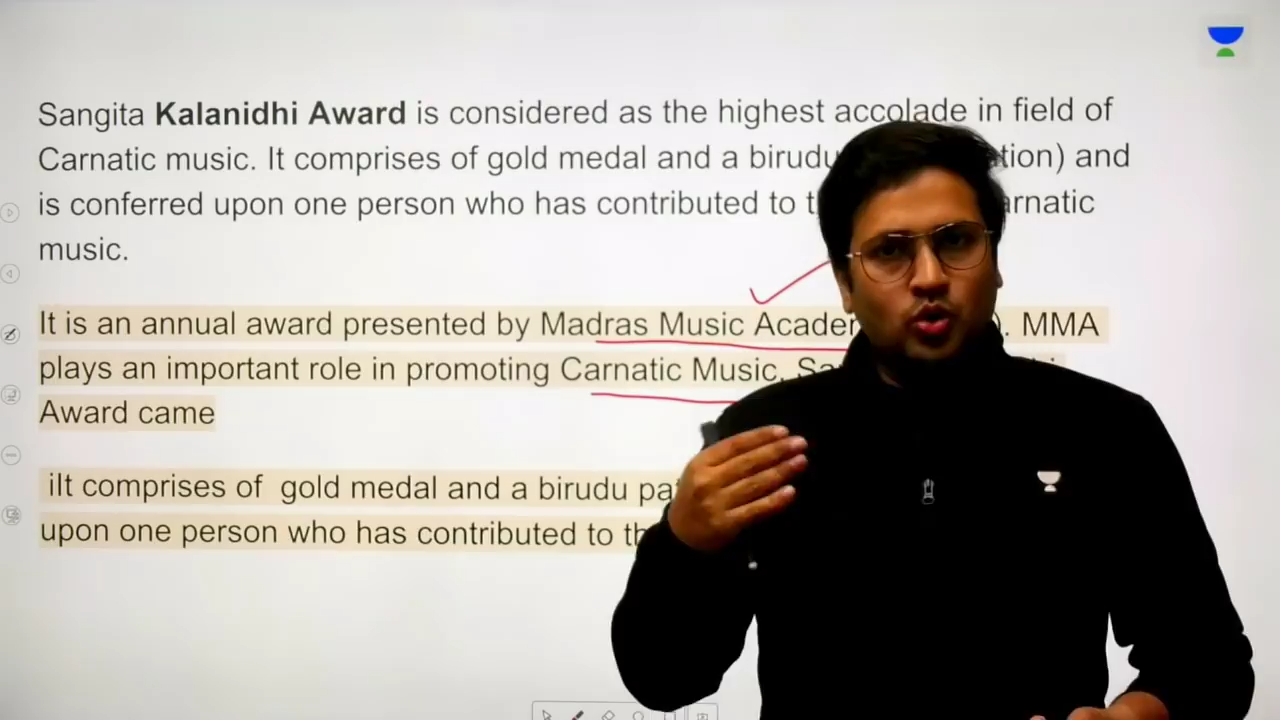 Sangita Kalanidhi Award is considered as the highest accolade in field of
Carnatic music. It comprises of gold medal and a birudu and
is conferred upon one person who has contributed to
music.
It is an annual award presented by Madras Music MMA
plays an important role in promoting Carnatic Music.
Award came
iIt comprises of gold medal and a birudu
upon one person who has contributed to